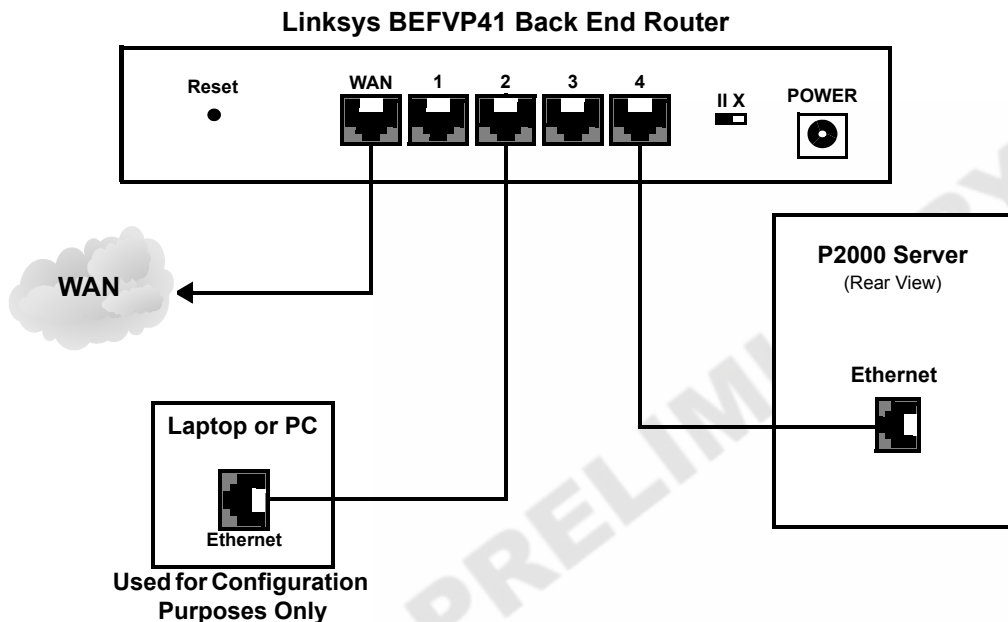 Linksys BEFVP41 Back End Router
Reset
WAN
1
2
3
4
II X
POWER
WAN
P2000 Server
(Rear View)
Ethernet
Laptop or PC
Ethernet
Used for Configuration
Purposes Only